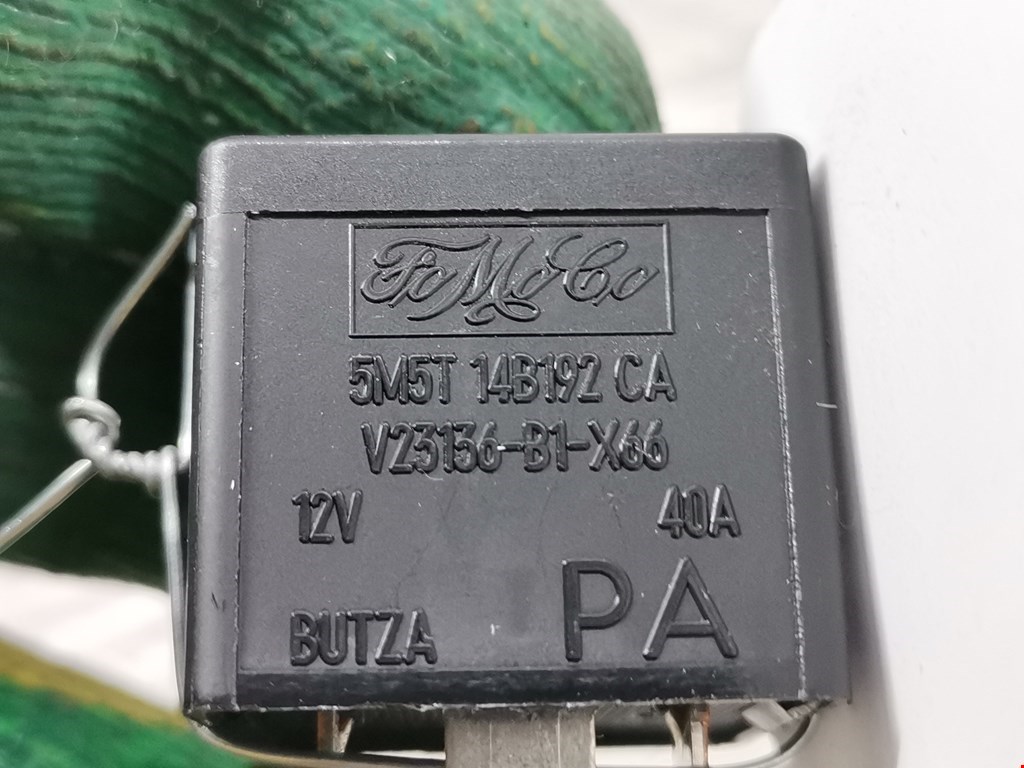 FoMoCo
5M5T 14B192 CA
V23136-B1-X66
12V 40A
BUTZA PA